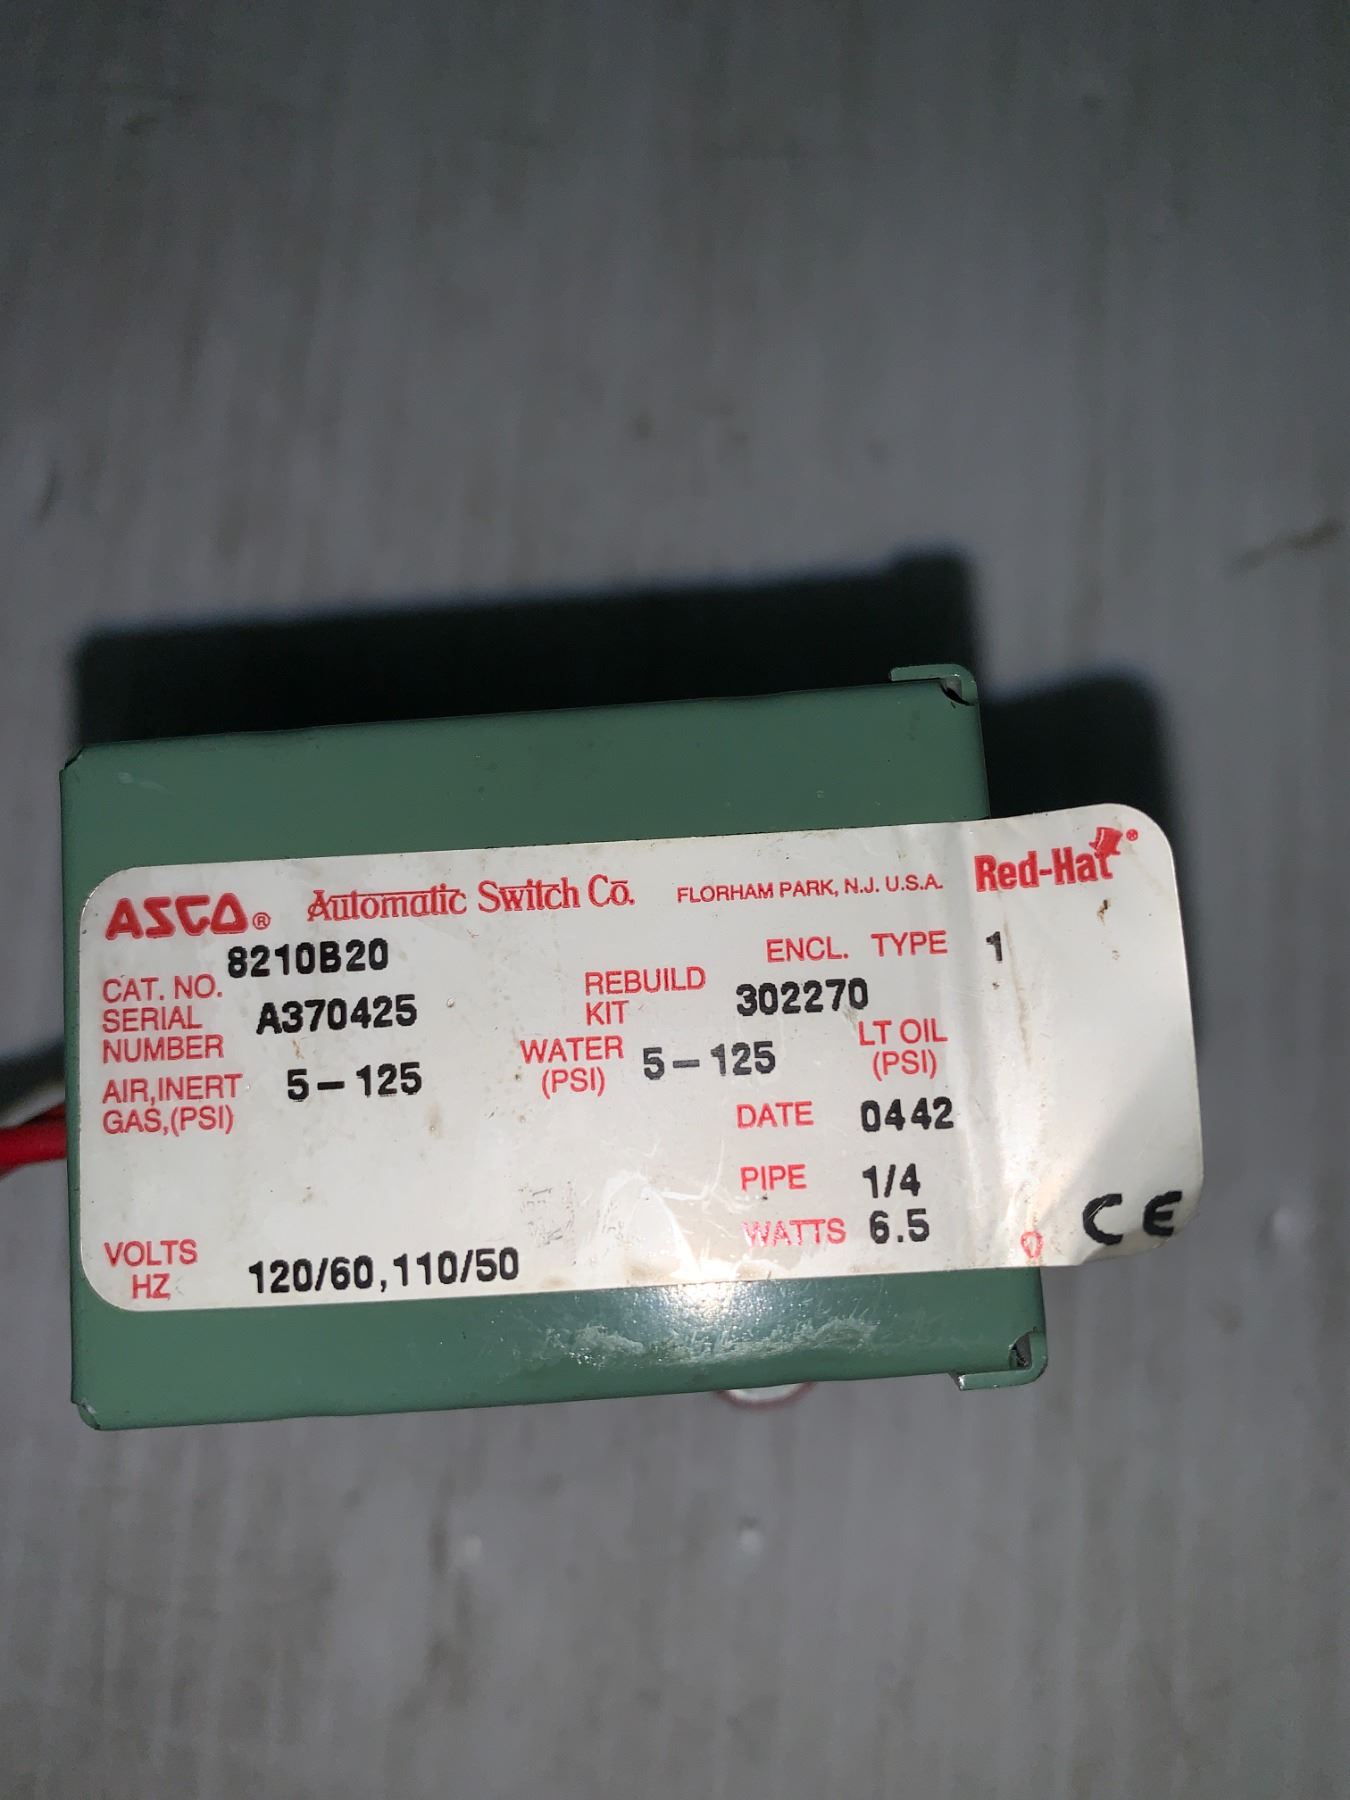 ASCO® Automatic Switch Co. FLORHAM PARK, N.J. U.S.A. Red-Hat®
CAT. NO. 8210B20 ENCL. TYPE 1
SERIAL NUMBER A370425 REBUILD KIT 302270
AIR,INERT GAS,(PSI) 5-125 WATER (PSI) 5-125 LT OIL (PSI)
DATE 0442
PIPE 1/4
WATTS 6.5
VOLTS HZ 120/60,110/50
CE